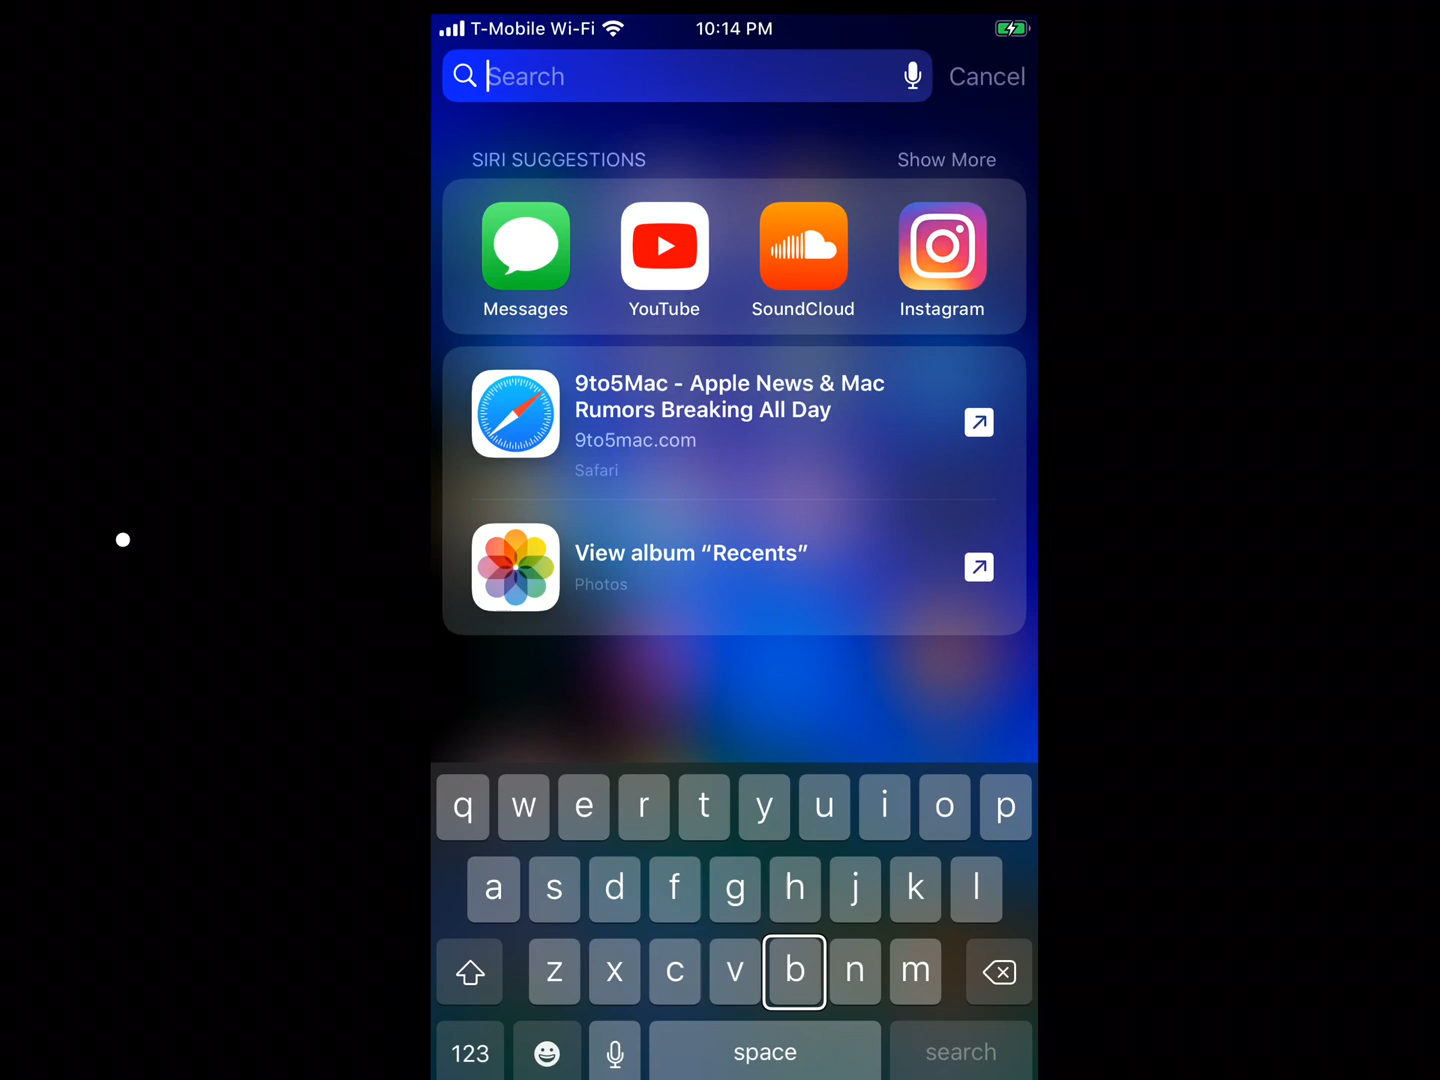 T-Mobile Wi-Fi 10:14 PM
Search Cancel
SIRI SUGGESTIONS Show More
Messages YouTube SoundCloud Instagram
9to5Mac - Apple News & Mac
Rumors Breaking All Day
9to5mac.com
Safari
View album “Recents”
Photos
q w e r t y u i o p
a s d f g h j k l
z x c v b n m
123 space search